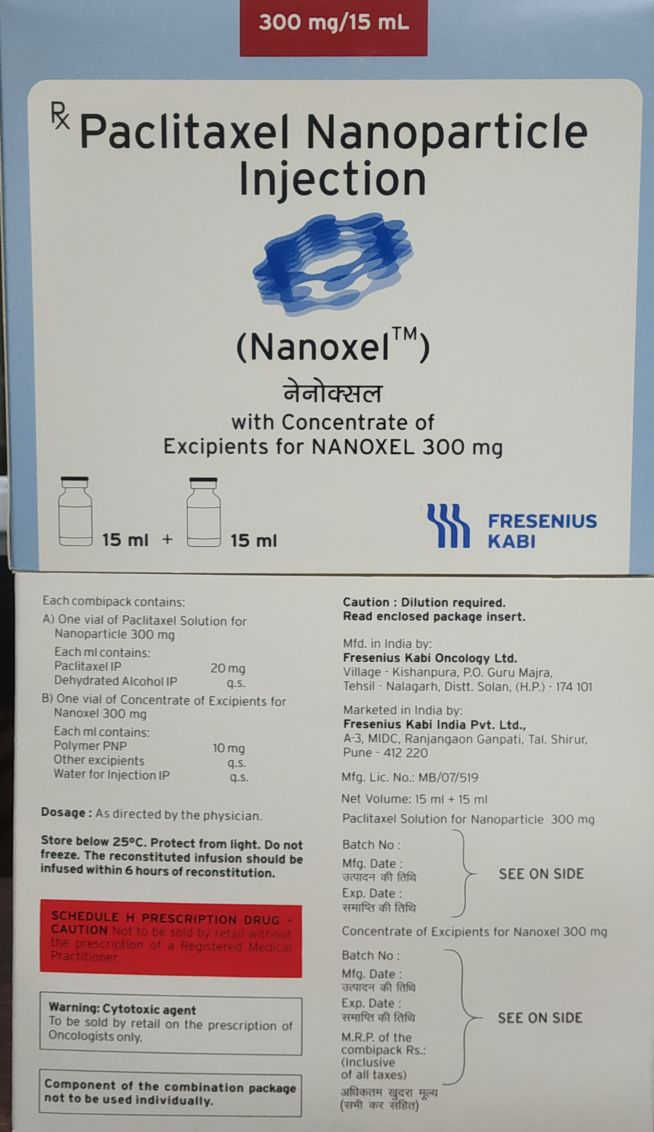 300 mg/15 mL
Rx Paclitaxel Nanoparticle
Injection
(Nanoxel™)
नेनोक्सल
with Concentrate of
Excipients for NANOXEL 300 mg
15 ml + 15 ml
FRESENIUS
KABI
Each combipack contains:
A) One vial of Paclitaxel Solution for
Nanoparticle 300 mg
Each ml contains:
Paclitaxel IP 20 mg
Dehydrated Alcohol IP q.s.
B) One vial of Concentrate of Excipients for
Nanoxel 300 mg
Each ml contains:
Polymer PNP 10 mg
Other excipients q.s.
Water for Injection IP q.s.
Dosage : As directed by the physician.
Store below 25°C. Protect from light. Do not
freeze. The reconstituted infusion should be
infused within 6 hours of reconstitution.
SCHEDULE H PRESCRIPTION DRUG -
CAUTION Not to be sold by retail without
the prescription of a Registered Medical
Practitioner.
Warning: Cytotoxic agent
To be sold by retail on the prescription of
Oncologists only.
Component of the combination package
not to be used individually.
Caution : Dilution required.
Read enclosed package insert.
Mfd. in India by:
Fresenius Kabi Oncology Ltd.
Village - Kishanpura, P.O. Guru Majra,
Tehsil - Nalagarh, Distt. Solan, (H.P.) - 174 101
Marketed in India by:
Fresenius Kabi India Pvt. Ltd.,
A-3, MIDC, Ranjangaon Ganpati, Tal. Shirur,
Pune - 412 220
Mfg. Lic. No.: MB/07/519
Net Volume: 15 ml + 15 ml
Paclitaxel Solution for Nanoparticle 300 mg
Batch No :
Mfg. Date :
उत्पादन की तिथि
Exp. Date :
समाप्ति की तिथि
SEE ON SIDE
Concentrate of Excipients for Nanoxel 300 mg
Batch No :
Mfg. Date :
उत्पादन की तिथि
Exp. Date :
समाप्ति की तिथि
SEE ON SIDE
M.R.P. of the
combipack Rs.:
(Inclusive
of all taxes)
अधिकतम खुदरा मूल्य
(सभी कर सहित)